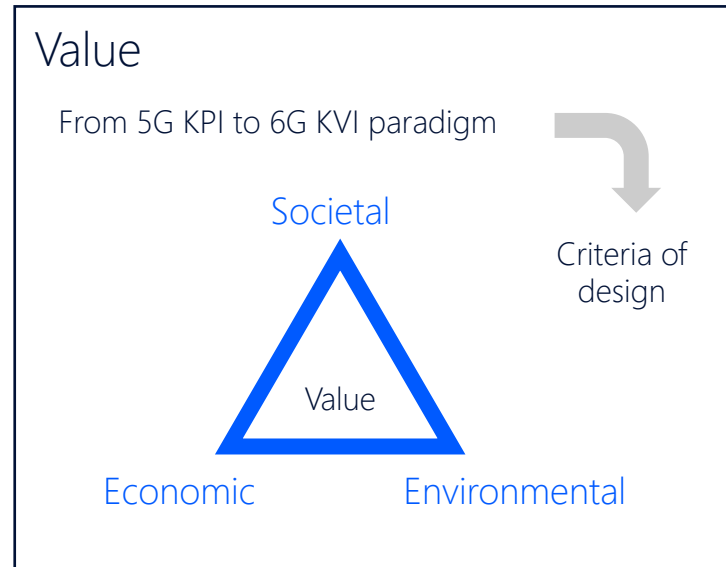 Value
From 5G KPI to 6G KVI paradigm
Societal
Criteria of
design
Value
Economic
Environmental